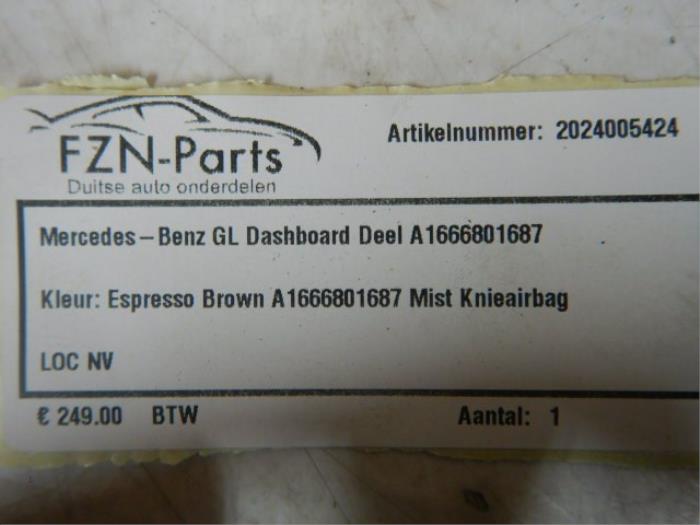 FZN-Parts
Duitse auto onderdelen
Artikelnummer: 2024005424
Mercedes-Benz GL Dashboard Deel A1666801687
Kleur: Espresso Brown A1666801687 Mist Knieairbag
LOC NV
€ 249.00 BTW Aantal: 1